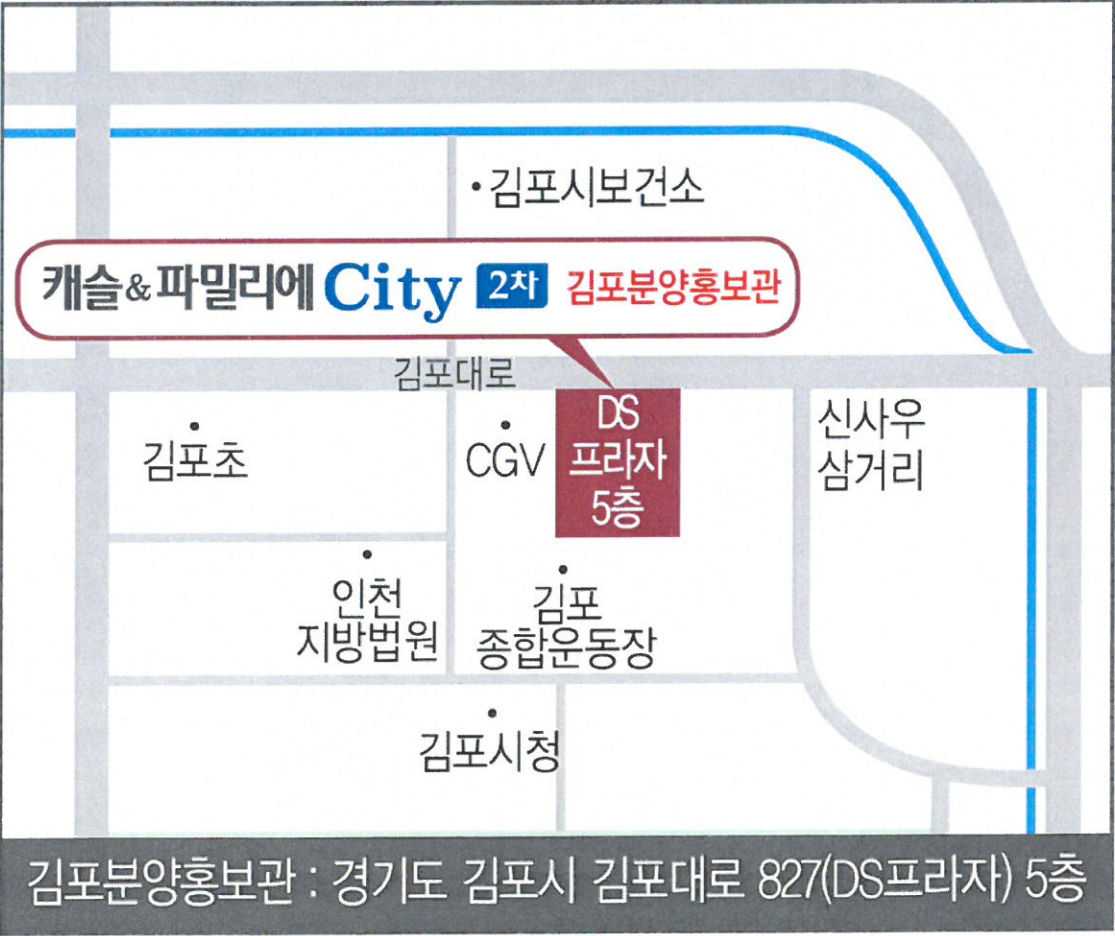 김포시보건소
캐슬&파밀리에 City 2차 김포분양홍보관
김포대로
김포초
CGV
DS
프라자
5층
신사우
삼거리
인천
지방법원
김포
종합운동장
김포시청
김포분양홍보관 : 경기도 김포시 김포대로 827(DS프라자) 5층